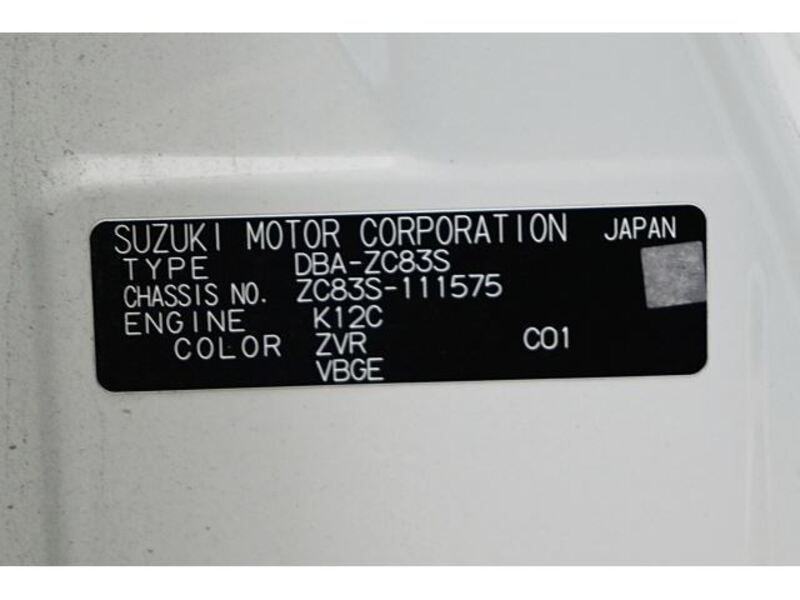 SUZUKI MOTOR CORPORATION JAPAN
TYPE DBA-ZC83S
CHASSIS NO. ZC83S-111575
ENGINE K12C
COLOR ZVR C01
VBGE